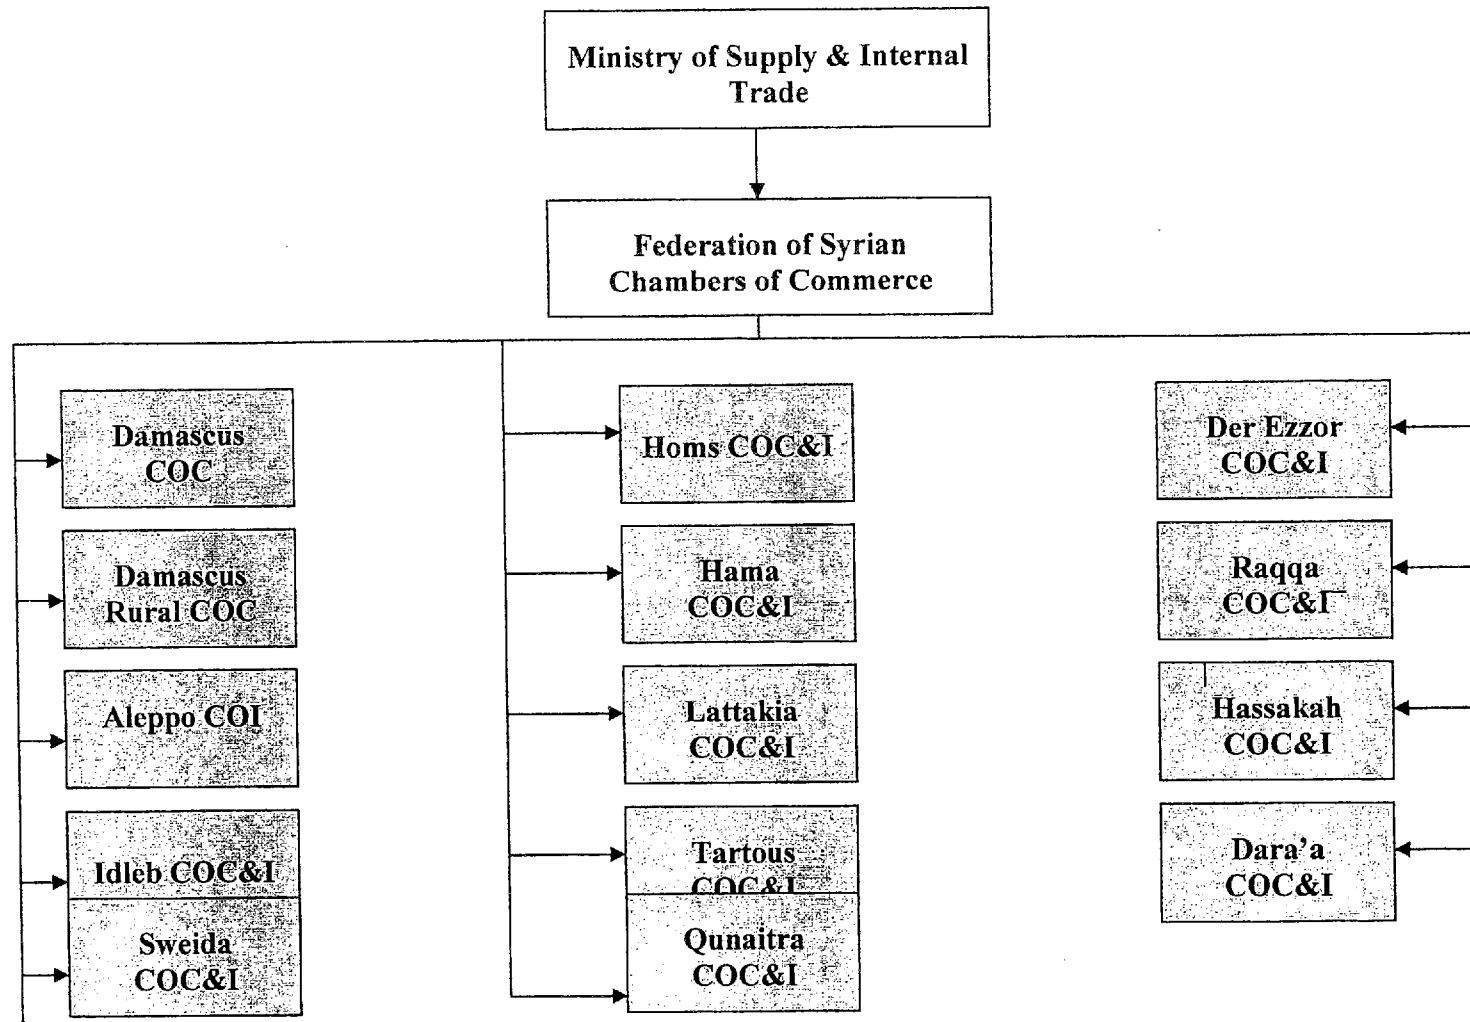 Ministry of Supply & Internal
Trade
Federation of Syrian
Chambers of Commerce
Damascus
COC
Damascus
Rural COC
Aleppo COI
Idleb COC&I
Sweida
COC&I
Homs COC&I
Hama
COC&I
Lattakia
COC&I
Tartous
COC&I
Qunaitra
COC&I
Der Ezzor
COC&I
Raqqa
COC&I
Hassakah
COC&I
Dara'a
COC&I